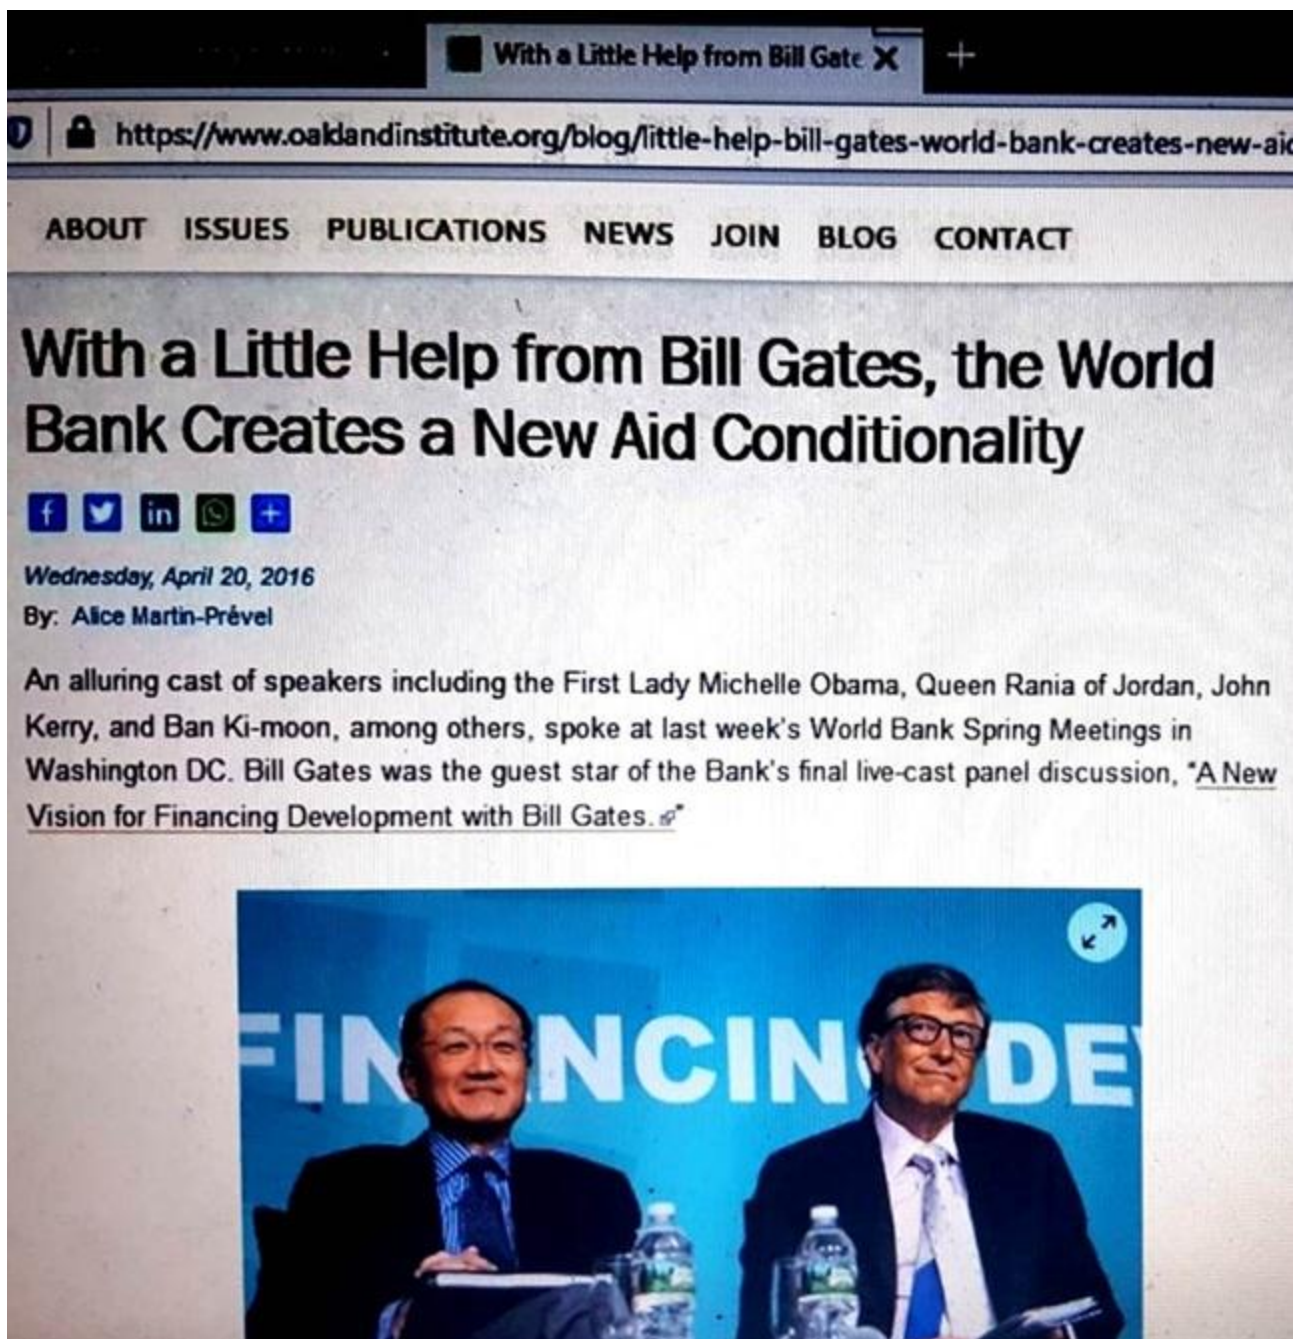 With a Little Help from Bill Gate
https://www.oaklandinstitute.org/blog/little-help-bill-gates-world-bank-creates-new-aid
ABOUT ISSUES PUBLICATIONS NEWS JOIN BLOG CONTACT
With a Little Help from Bill Gates, the World
Bank Creates a New Aid Conditionality
Wednesday, April 20, 2016
By: Alice Martin-Prével
An alluring cast of speakers including the First Lady Michelle Obama, Queen Rania of Jordan, John
Kerry, and Ban Ki-moon, among others, spoke at last week's World Bank Spring Meetings in
Washington DC. Bill Gates was the guest star of the Bank's final live-cast panel discussion, "A New
Vision for Financing Development with Bill Gates."
FIN NCIN DE